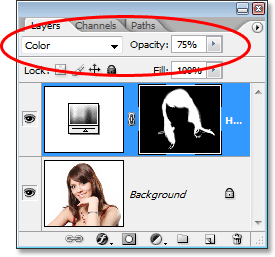 Layers Channels Paths
Color Opacity: 75%
Lock: Fill: 100%
H...
Background